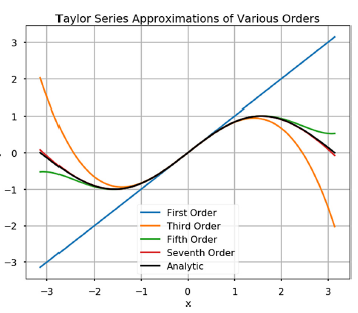 Taylor Series Approximations of Various Orders
3
2
1
0
−1
−2
−3
First Order
Third Order
Fifth Order
Seventh Order
Analytic
−3 −2 −1 0 1 2 3
x